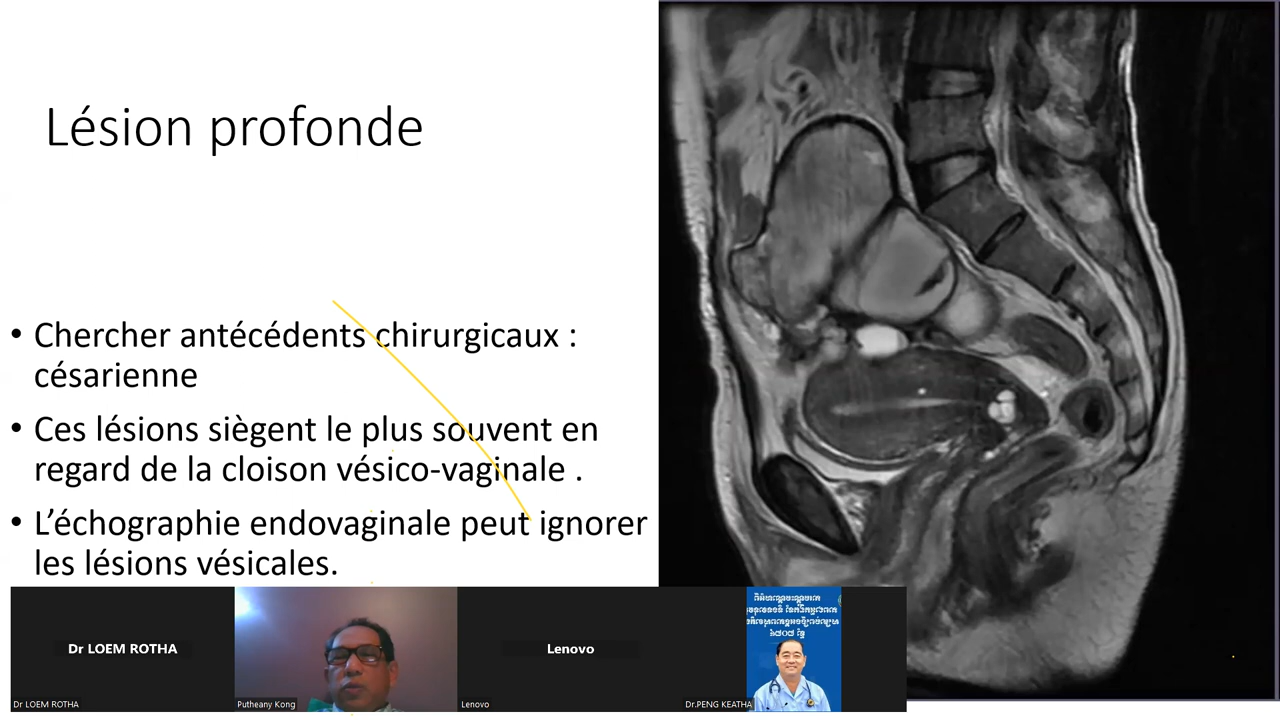 Lésion profonde
• Chercher antécédents chirurgicaux :
césarienne
• Ces lésions siègent le plus souvent en
regard de la cloison vésico-vaginale .
• L’échographie endovaginale peut ignorer
les lésions vésicales.
Dr LOEM ROTHA
Lenovo
Dr LOEM ROTHA
Putheany Kong
Lenovo
Dr.PENG KEATHA